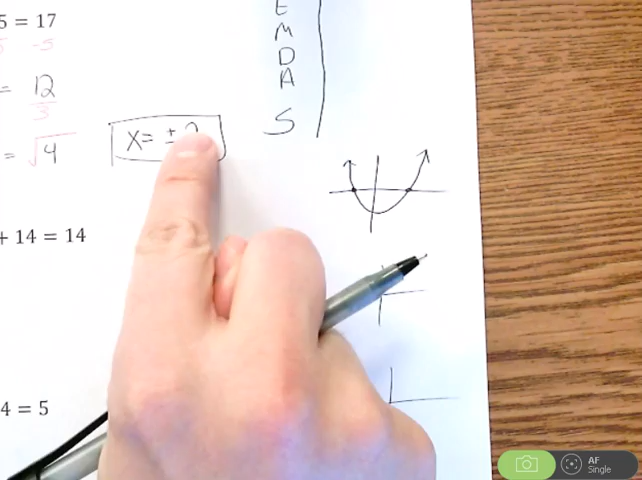 5 = 17
5 -5
= 12
3
= √4
x= ± 2
+ 14 = 14
4 = 5
E
M
D
A
S
AF
Single